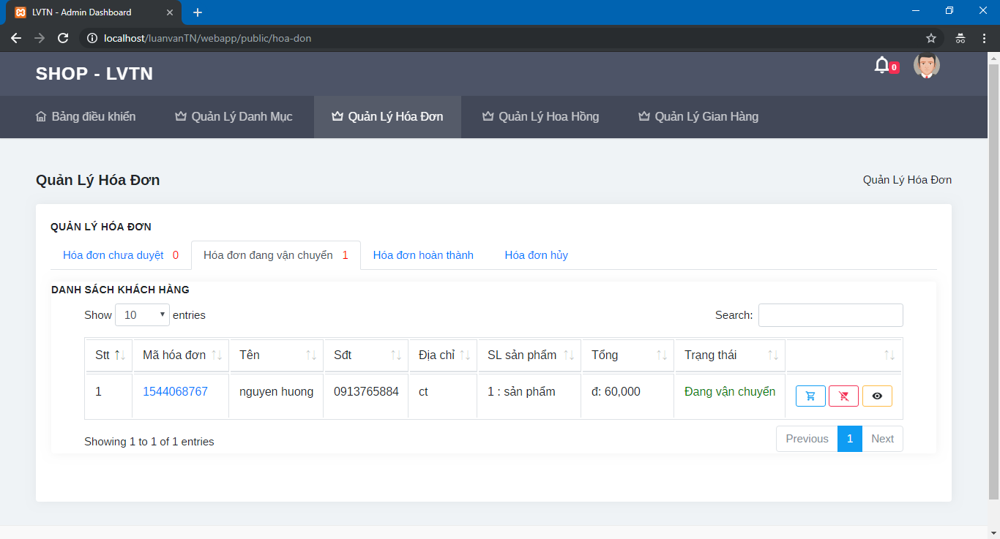 LVTN - Admin Dashboard
localhost/luanvanTN/webapp/public/hoa-don
SHOP - LVTN
0
Bảng điều khiển Quản Lý Danh Mục Quản Lý Hóa Đơn Quản Lý Hoa Hồng Quản Lý Gian Hàng
Quản Lý Hóa Đơn Quản Lý Hóa Đơn
QUẢN LÝ HÓA ĐƠN
Hóa đơn chưa duyệt 0 Hóa đơn đang vận chuyển 1 Hóa đơn hoàn thành Hóa đơn hủy
DANH SÁCH KHÁCH HÀNG
Show 10 entries Search:
Stt Mã hóa đơn Tên Sđt Địa chỉ SL sản phẩm Tổng Trạng thái
1 1544068767 nguyen huong 0913765884 ct 1 : sản phẩm đ: 60,000 Đang vận chuyển
Showing 1 to 1 of 1 entries Previous 1 Next